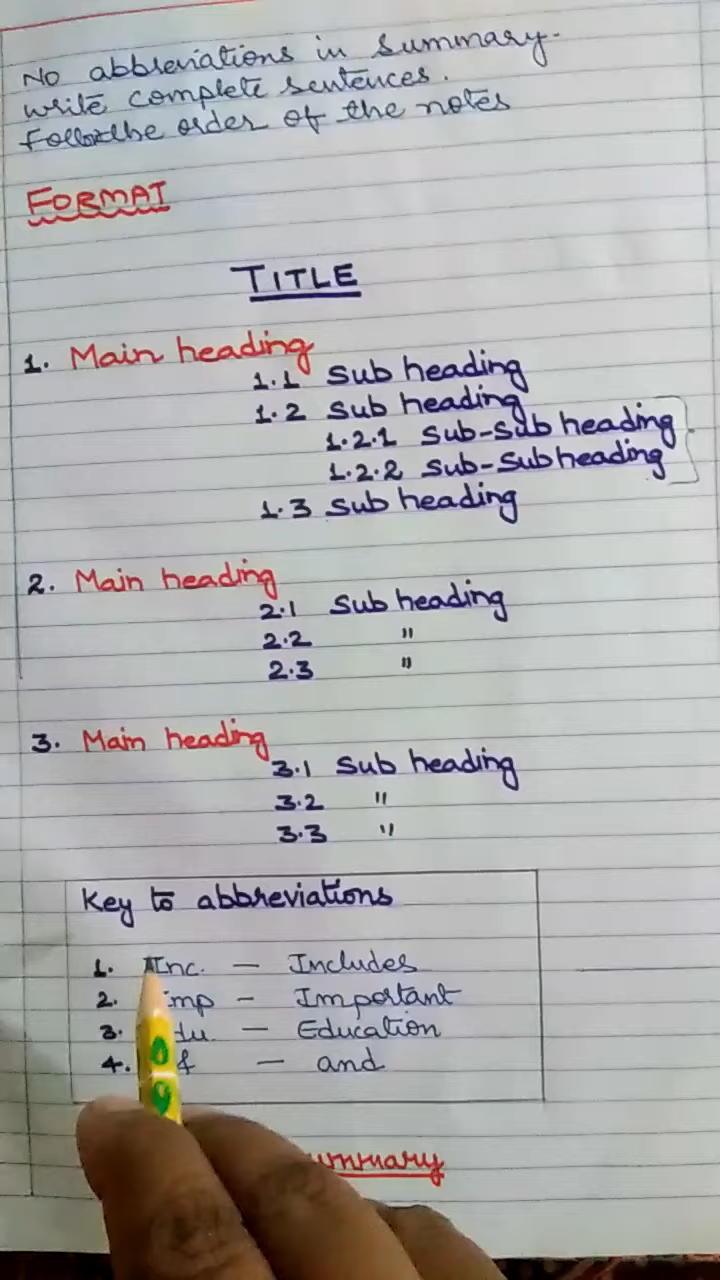 No abbreviations in summary.
write complete sentences.
Follow the order of the notes
FORMAT
TITLE
1. Main heading
1.1 Sub heading
1.2 Sub heading
1.2.1 Sub-Sub heading
1.2.2 Sub-Sub heading
1.3 Sub heading
2. Main heading
2.1 Sub heading
2.2 "
2.3 "
3. Main heading
3.1 Sub heading
3.2 "
3.3 "
Key to abbreviations
1. Inc. — Includes
2. imp — Important
3. — Education
4. & — and